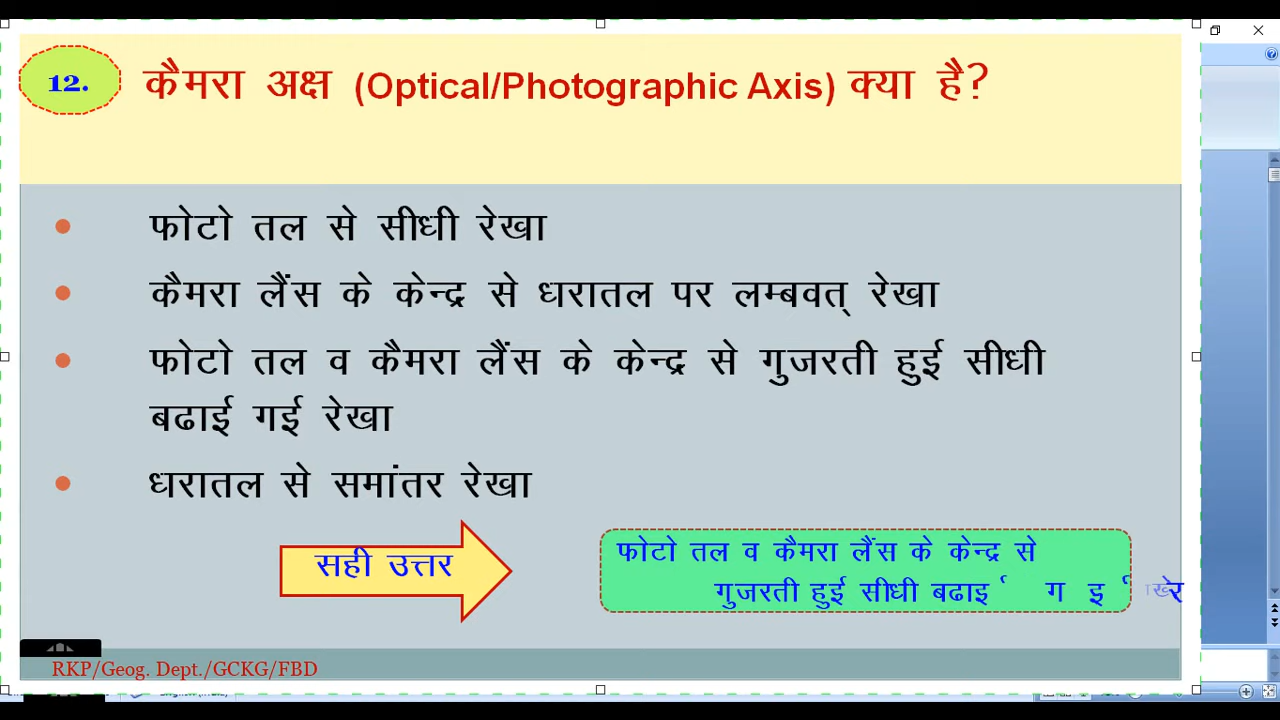 12.
कैमरा अक्ष (Optical/Photographic Axis) क्या है?
फोटो तल से सीधी रेखा
कैमरा लैंस के केन्द्र से धरातल पर लम्बवत् रेखा
फोटो तल व कैमरा लैंस के केन्द्र से गुजरती हुई सीधी
बढाई गई रेखा
धरातल से समांतर रेखा
सही उत्तर
फोटो तल व कैमरा लैंस के केन्द्र से
गुजरती हुई सीधी बढाई
RKP/Geog. Dept./GCKG/FBD